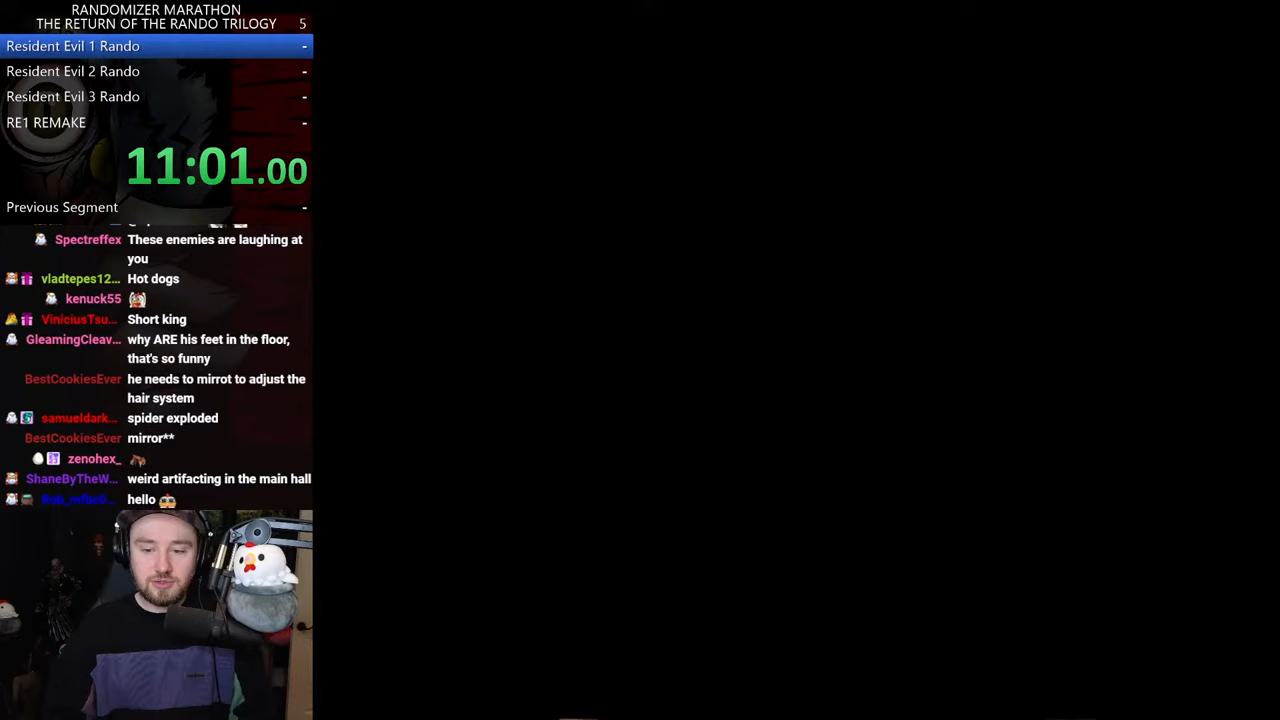 RANDOMIZER MARATHON
THE RETURN OF THE RANDO TRILOGY 5
Resident Evil 1 Rando -
Resident Evil 2 Rando -
Resident Evil 3 Rando -
RE1 REMAKE -
11:01.00
Previous Segment -
Spectreffex These enemies are laughing at
you
vladtepes12... Hot dogs
kenuck55
ViniciusTsu... Short king
GleamingCleav... why ARE his feet in the floor,
that's so funny
BestCookiesEver he needs to mirrot to adjust the
hair system
samueldark... spider exploded
BestCookiesEver mirror**
zenohex_
ShaneByTheW... weird artifacting in the main hall
hello